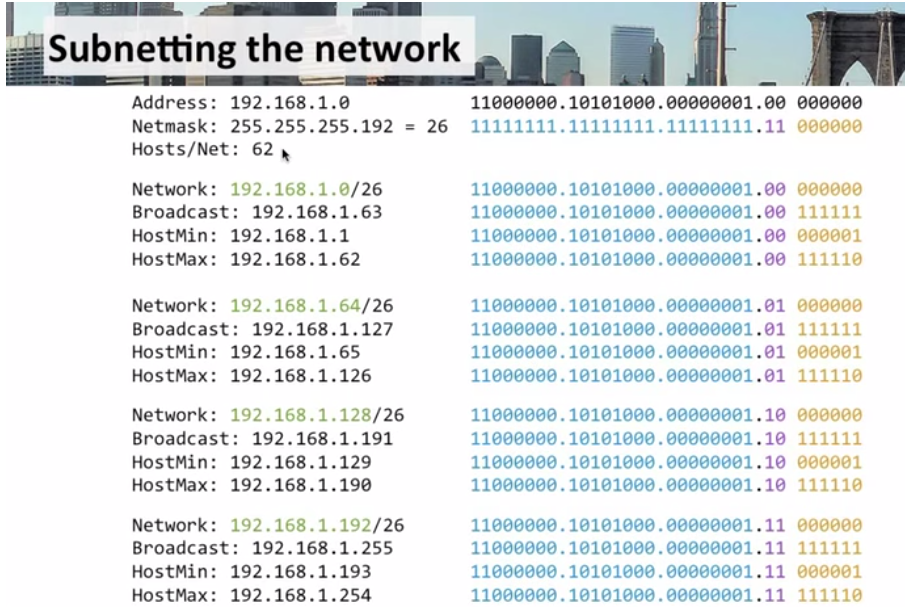 Subnetting the network
Address: 192.168.1.0 11000000.10101000.00000001.00 000000
Netmask: 255.255.255.192 = 26 11111111.11111111.11111111.11 000000
Hosts/Net: 62
Network: 192.168.1.0/26 11000000.10101000.00000001.00 000000
Broadcast: 192.168.1.63 11000000.10101000.00000001.00 111111
HostMin: 192.168.1.1 11000000.10101000.00000001.00 000001
HostMax: 192.168.1.62 11000000.10101000.00000001.00 111110
Network: 192.168.1.64/26 11000000.10101000.00000001.01 000000
Broadcast: 192.168.1.127 11000000.10101000.00000001.01 111111
HostMin: 192.168.1.65 11000000.10101000.00000001.01 000001
HostMax: 192.168.1.126 11000000.10101000.00000001.01 111110
Network: 192.168.1.128/26 11000000.10101000.00000001.10 000000
Broadcast: 192.168.1.191 11000000.10101000.00000001.10 111111
HostMin: 192.168.1.129 11000000.10101000.00000001.10 000001
HostMax: 192.168.1.190 11000000.10101000.00000001.10 111110
Network: 192.168.1.192/26 11000000.10101000.00000001.11 000000
Broadcast: 192.168.1.255 11000000.10101000.00000001.11 111111
HostMin: 192.168.1.193 11000000.10101000.00000001.11 000001
HostMax: 192.168.1.254 11000000.10101000.00000001.11 111110